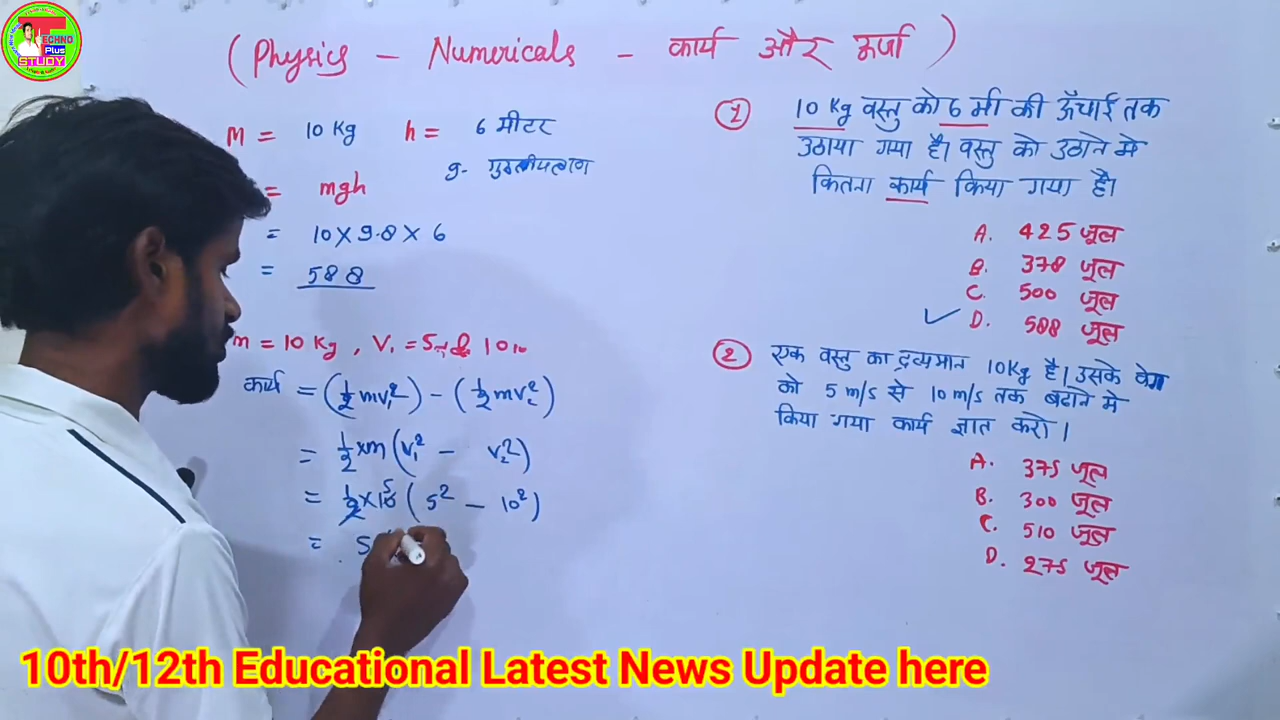 TECHNO
Plus
STUDY
(Physics - Numericals - कार्य और ऊर्जा)
M = 10 Kg h = 6 मीटर
= mgh g-
= 10×9.8×6
= 588
m = 10 Kg, V₁ = 5
कार्य = (½mv₁²) - (½mv₂²)
= ½×m(v₁² - v₂²)
= ½×10 5 (5² - 10²)
= 5
① 10 Kg वस्तु को 6 मी की ऊँचाई तक
उठाया गया है। वस्तु को उठाने मे
कितना कार्य किया गया है।
A. 425 जूल
B. 378 जूल
C. 500 जूल
✓ D. 588 जूल
② एक वस्तु का द्रव्यमान 10Kg है। उसके वेग
को 5 m/s से 10 m/s तक बढाने मे
किया गया कार्य ज्ञात करो।
A. 375 जूल
B. 300 जूल
C. 510 जूल
D. 275 जूल
10th/12th Educational Latest News Update here